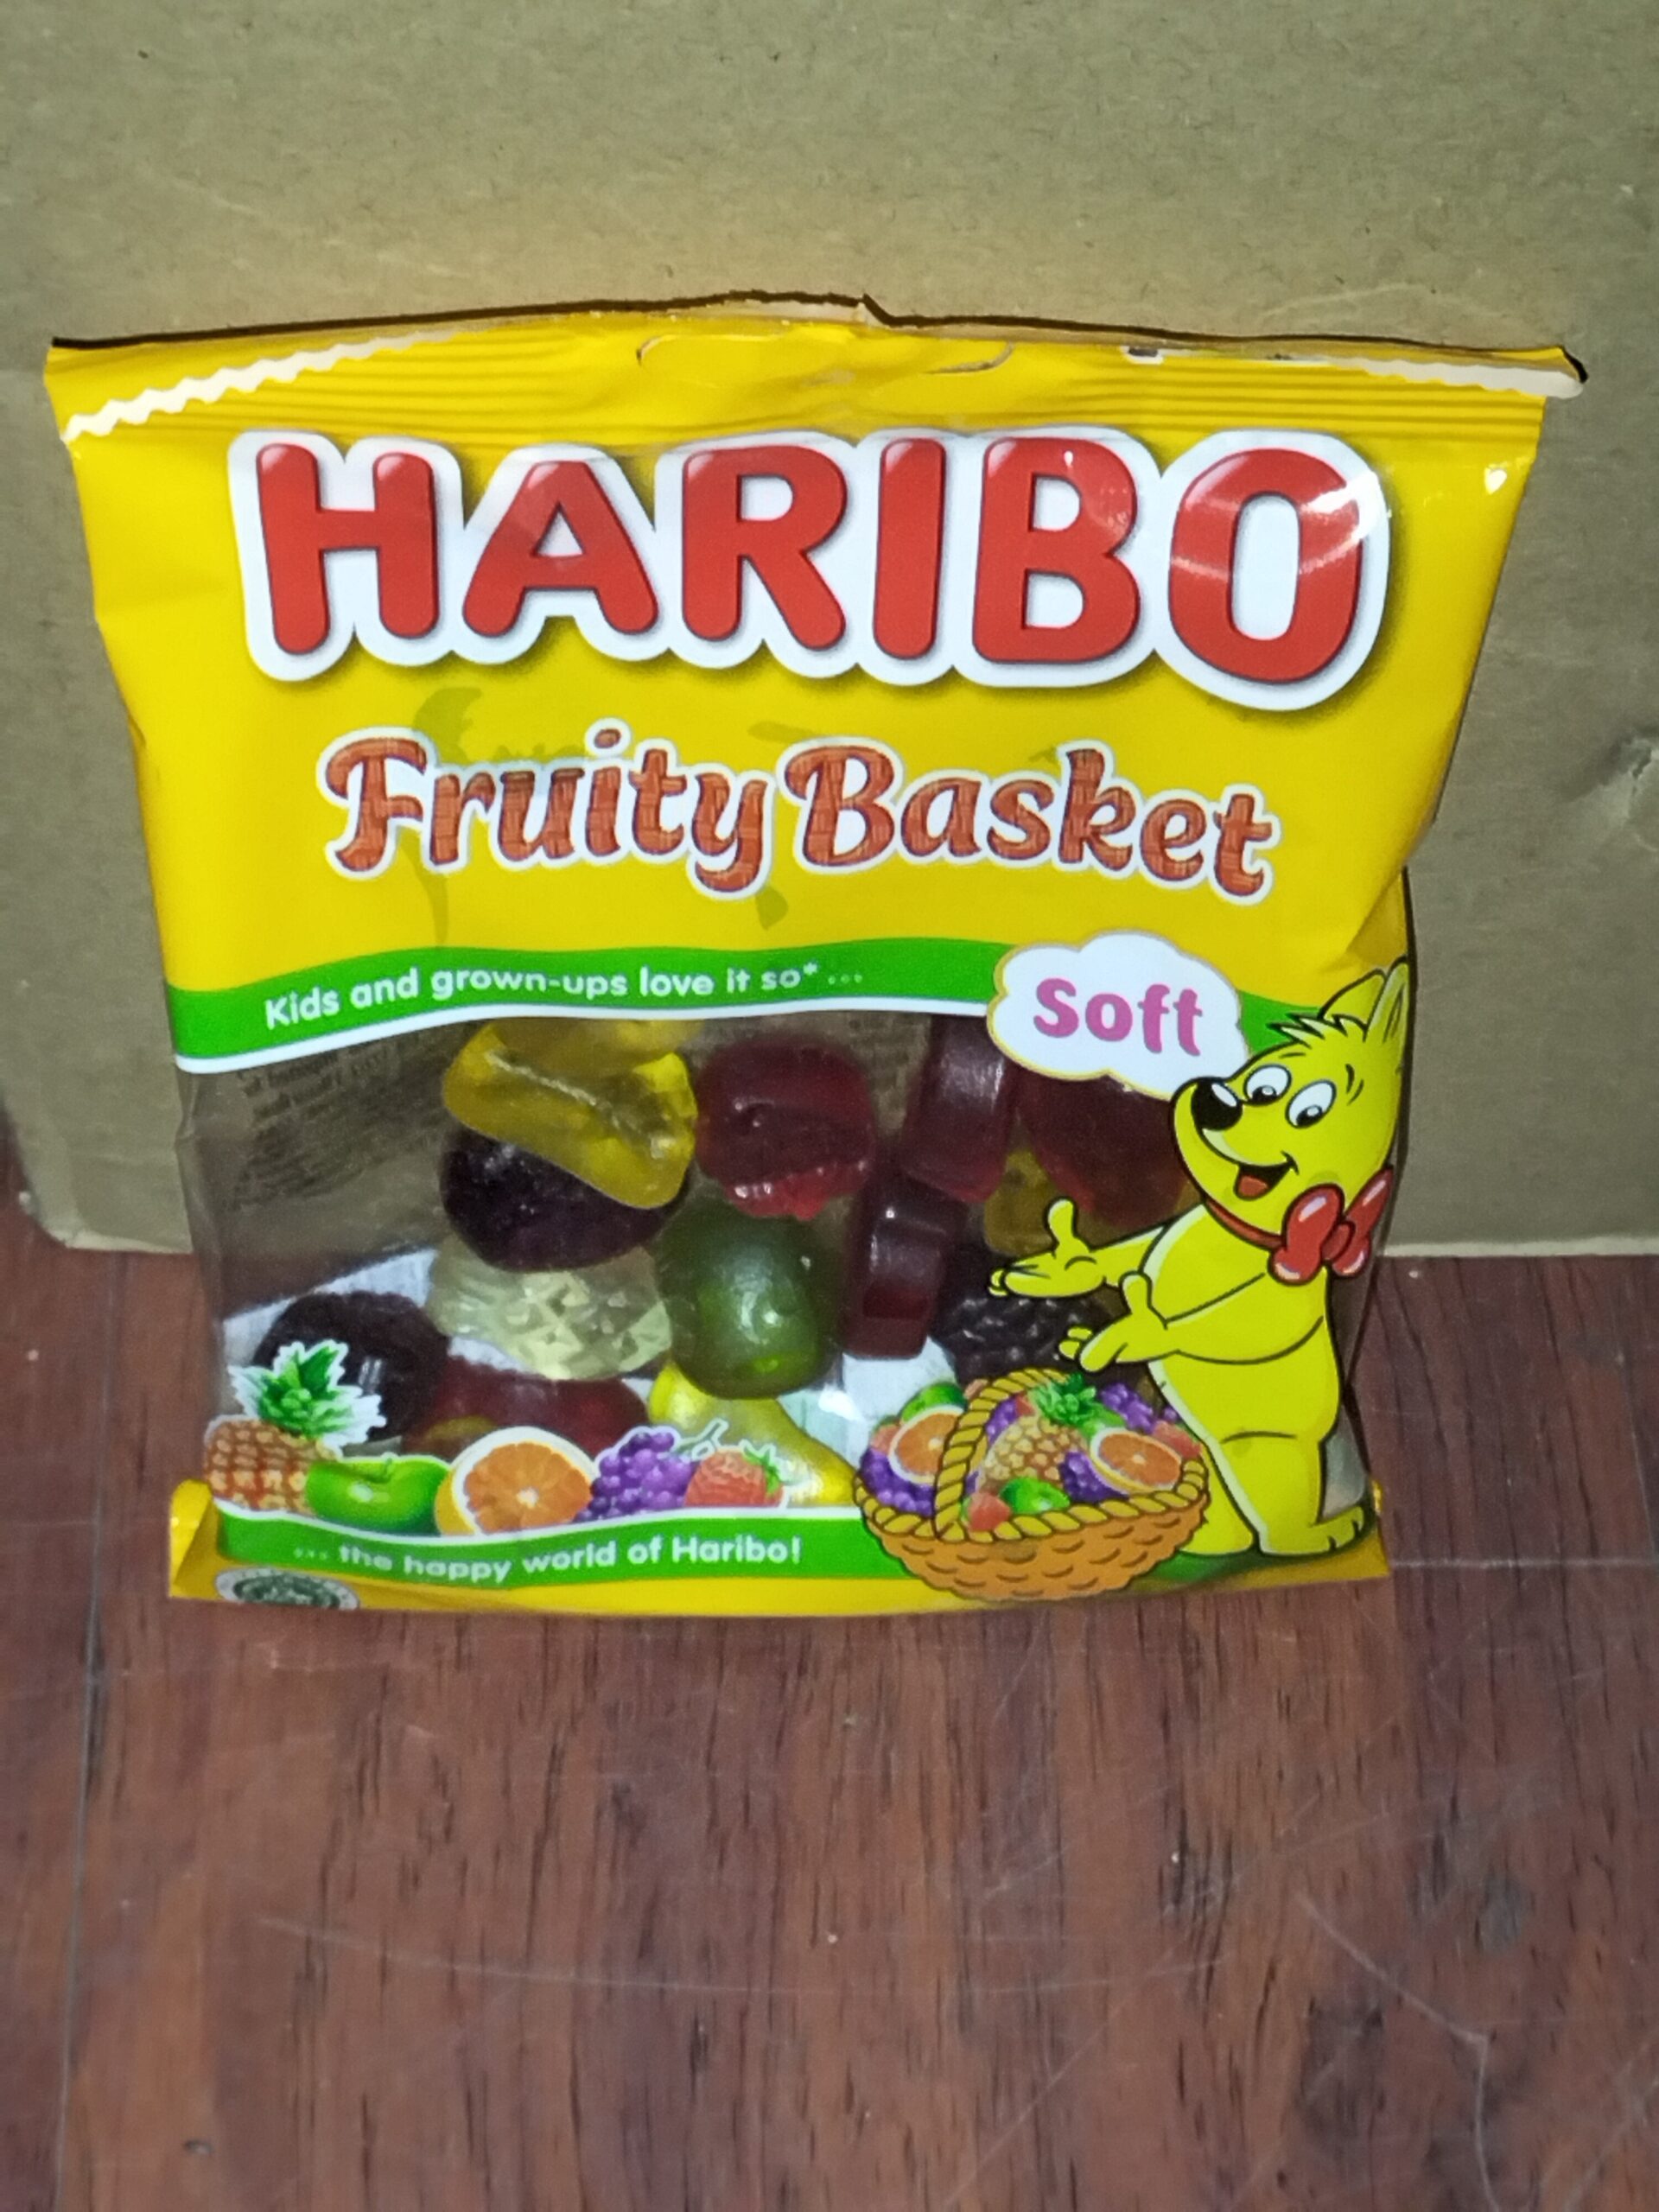 HARIBO
Fruity Basket
Kids and grown-ups love it so* ...
Soft
... the happy world of Haribo!